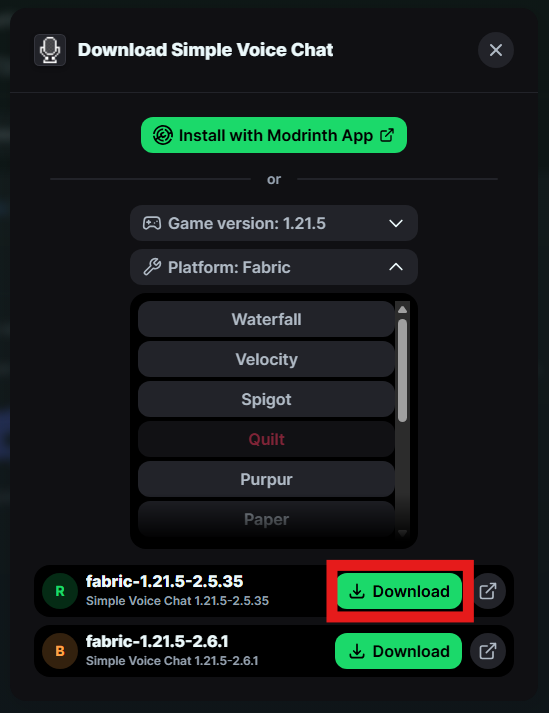 Download Simple Voice Chat
Install with Modrinth App
or
Game version: 1.21.5
Platform: Fabric
Waterfall
Velocity
Spigot
Quilt
Purpur
Paper
R
fabric-1.21.5-2.5.35
Simple Voice Chat 1.21.5-2.5.35
Download
B
fabric-1.21.5-2.6.1
Simple Voice Chat 1.21.5-2.6.1
Download